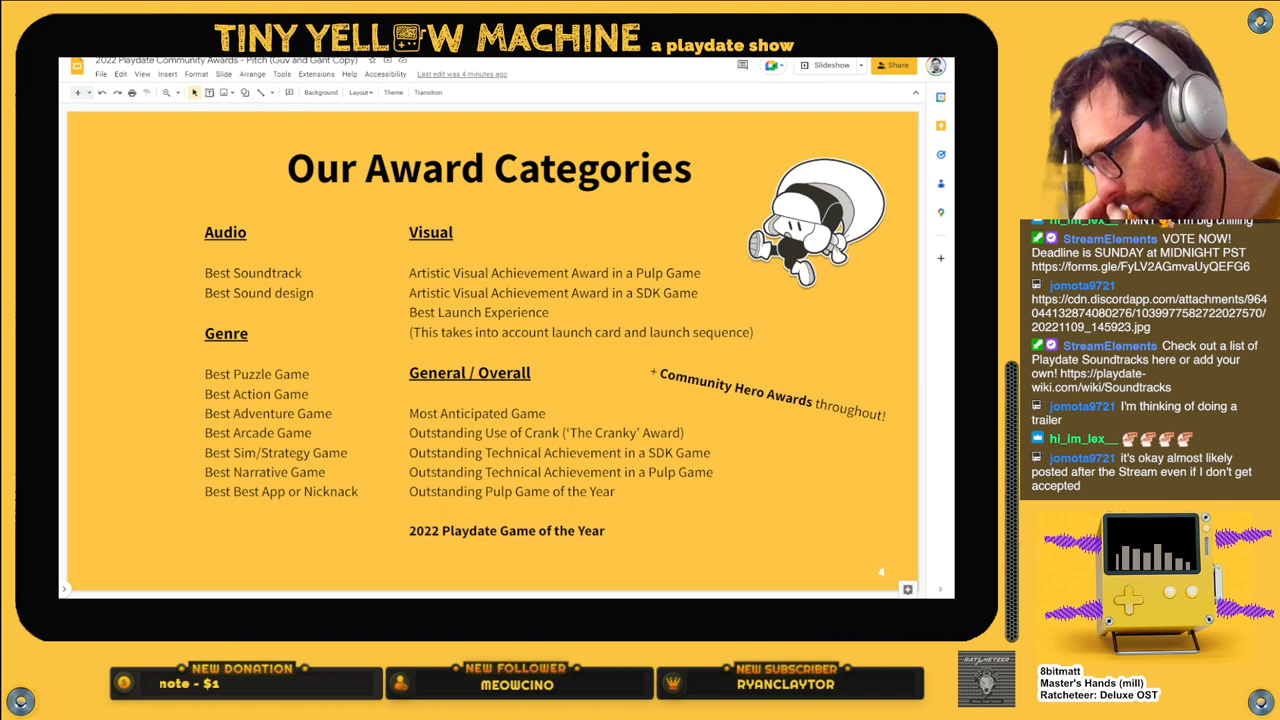 TINY YELLOW MACHINE a playdate show
2022 Playdate Community Awards - Pitch (Guv and Gant Copy)
File Edit View Insert Format Slide Arrange Tools Extensions Help Accessibility Last edit was 4 minutes ago
Slideshow
Share
Background Layout Theme Transition
Our Award Categories
Audio
Best Soundtrack
Best Sound design
Genre
Best Puzzle Game
Best Action Game
Best Adventure Game
Best Arcade Game
Best Sim/Strategy Game
Best Narrative Game
Best Best App or Nicknack
Visual
Artistic Visual Achievement Award in a Pulp Game
Artistic Visual Achievement Award in a SDK Game
Best Launch Experience
(This takes into account launch card and launch sequence)
General / Overall
Most Anticipated Game
Outstanding Use of Crank (‘The Cranky’ Award)
Outstanding Technical Achievement in a SDK Game
Outstanding Technical Achievement in a Pulp Game
Outstanding Pulp Game of the Year
2022 Playdate Game of the Year
+ Community Hero Awards throughout!
4
hi_im_lex__ TMNT I'm big chilling
StreamElements VOTE NOW!
Deadline is SUNDAY at MIDNIGHT PST
https://forms.gle/FyLV2AGmvaUyQEFG6
jomota9721
https://cdn.discordapp.com/attachments/964
044132874080276/1039977582722027570/
20221109_145923.jpg
StreamElements Check out a list of
Playdate Soundtracks here or add your
own! https://playdate-
wiki.com/wiki/Soundtracks
jomota9721 I'm thinking of doing a
trailer
hi_im_lex__
jomota9721 it's okay almost likely
posted after the Stream even if I don't get
accepted
NEW DONATION
note - $1
NEW FOLLOWER
MEOWCINO
NEW SUBSCRIBER
RYANCLAYTOR
RATCHETEER
8bitmatt
Master's Hands (mill)
Ratcheteer: Deluxe OST